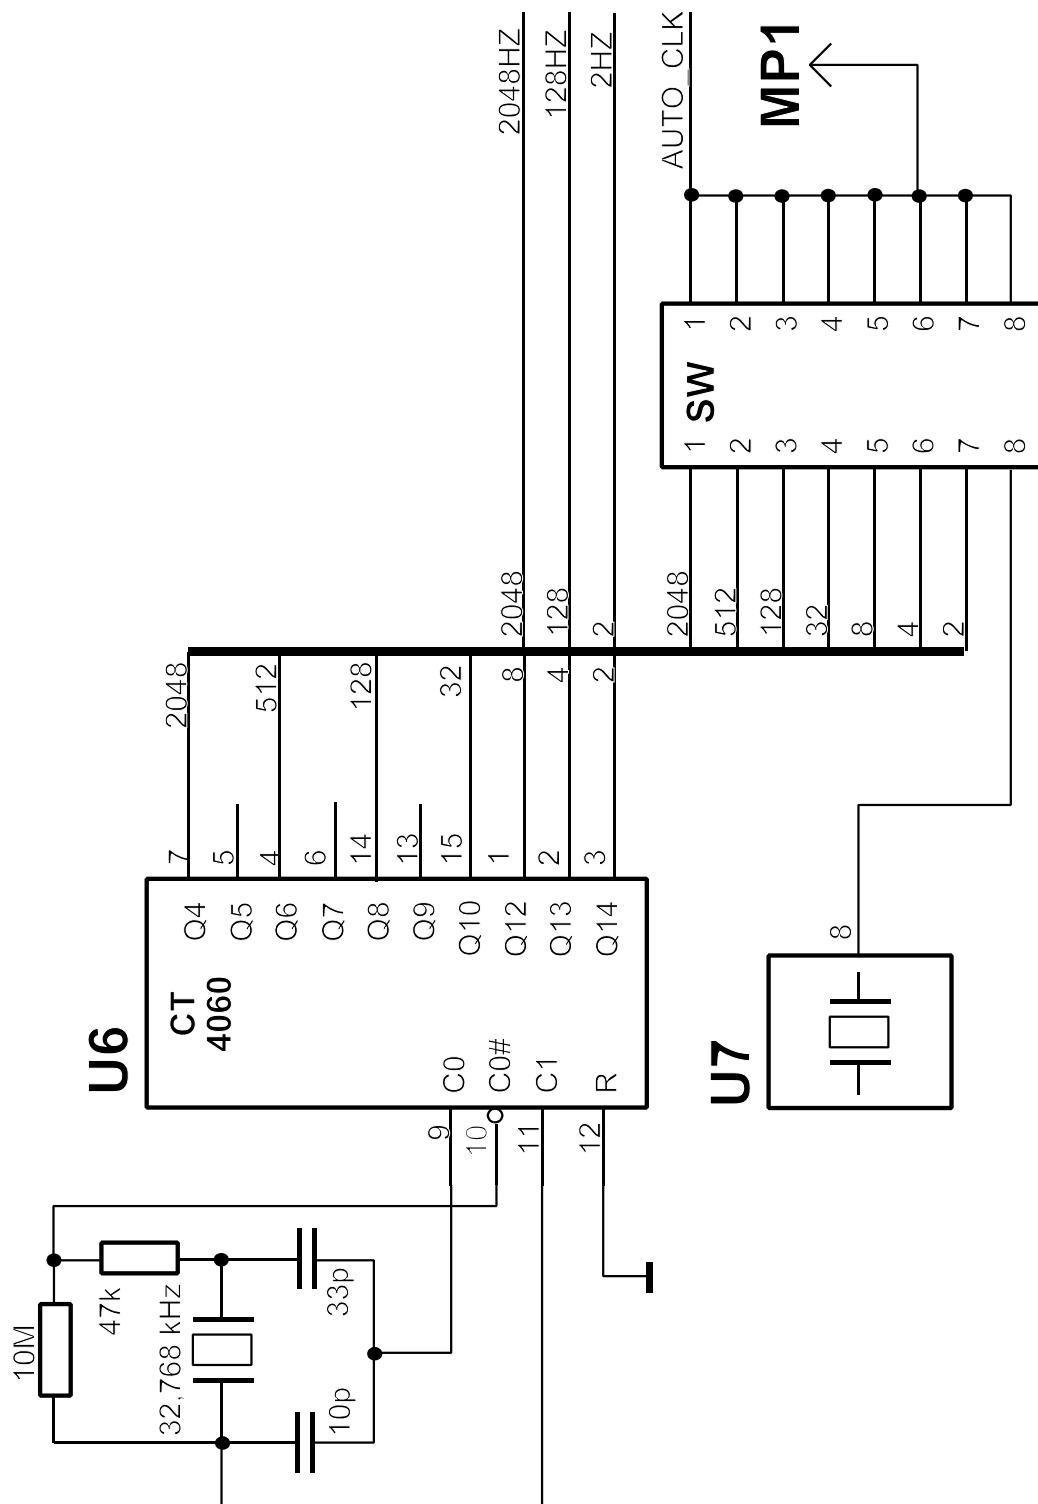 2048HZ
128HZ
2HZ
AUTO_CLK
MP1
1
2
3
4
5
6
7
8
SW
1
2
3
4
5
6
7
8
2048
128
2
2048
512
128
32
8
4
2
2048
512
128
32
8
4
2
7
5
4
6
14
13
15
1
2
3
Q4
Q5
Q6
Q7
Q8
Q9
Q10
Q12
Q13
Q14
CT
4060
U6
C0
C0#
C1
R
9
10
11
12
8
U7
10M
47k
32,768 kHz
33p
10p